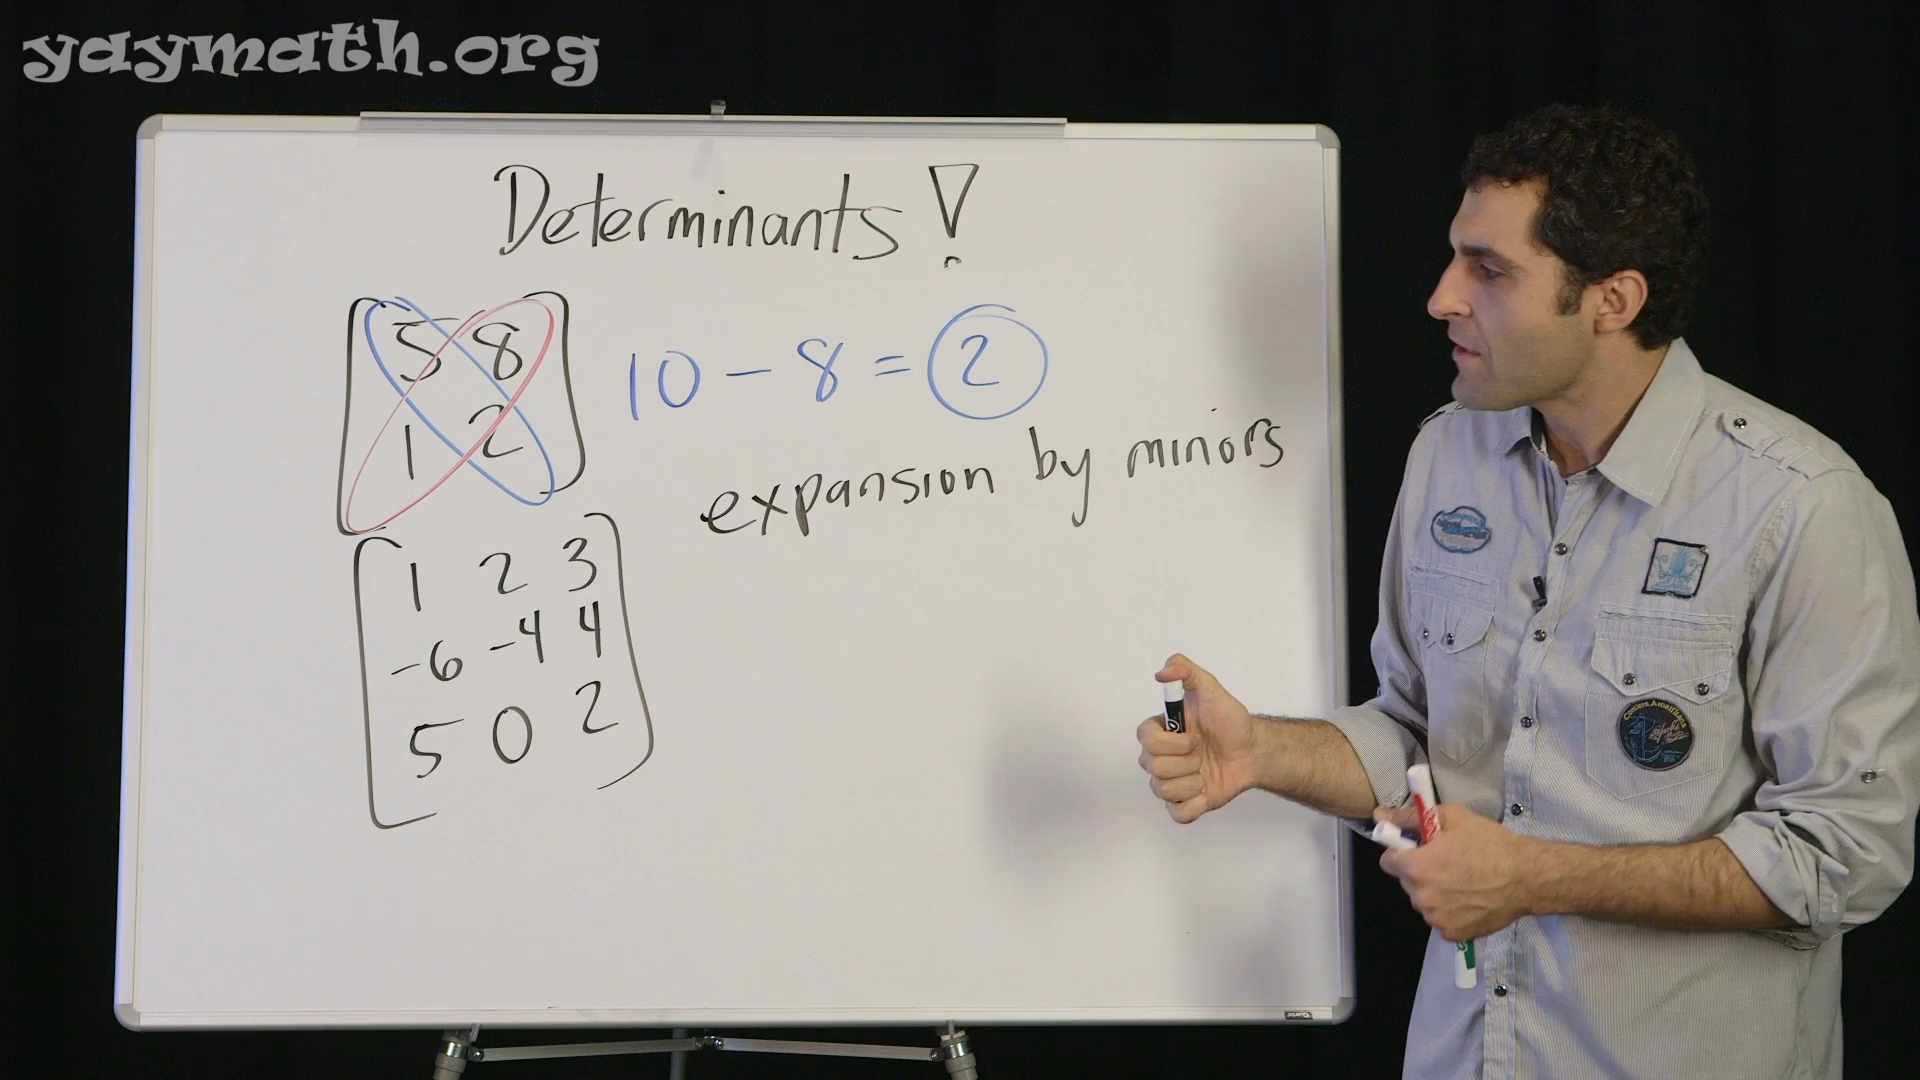 yaymath.org
Determinants!
5 8
1 2
10 - 8 = 2
expansion by minors
1 2 3
-6 -4 4
5 0 2